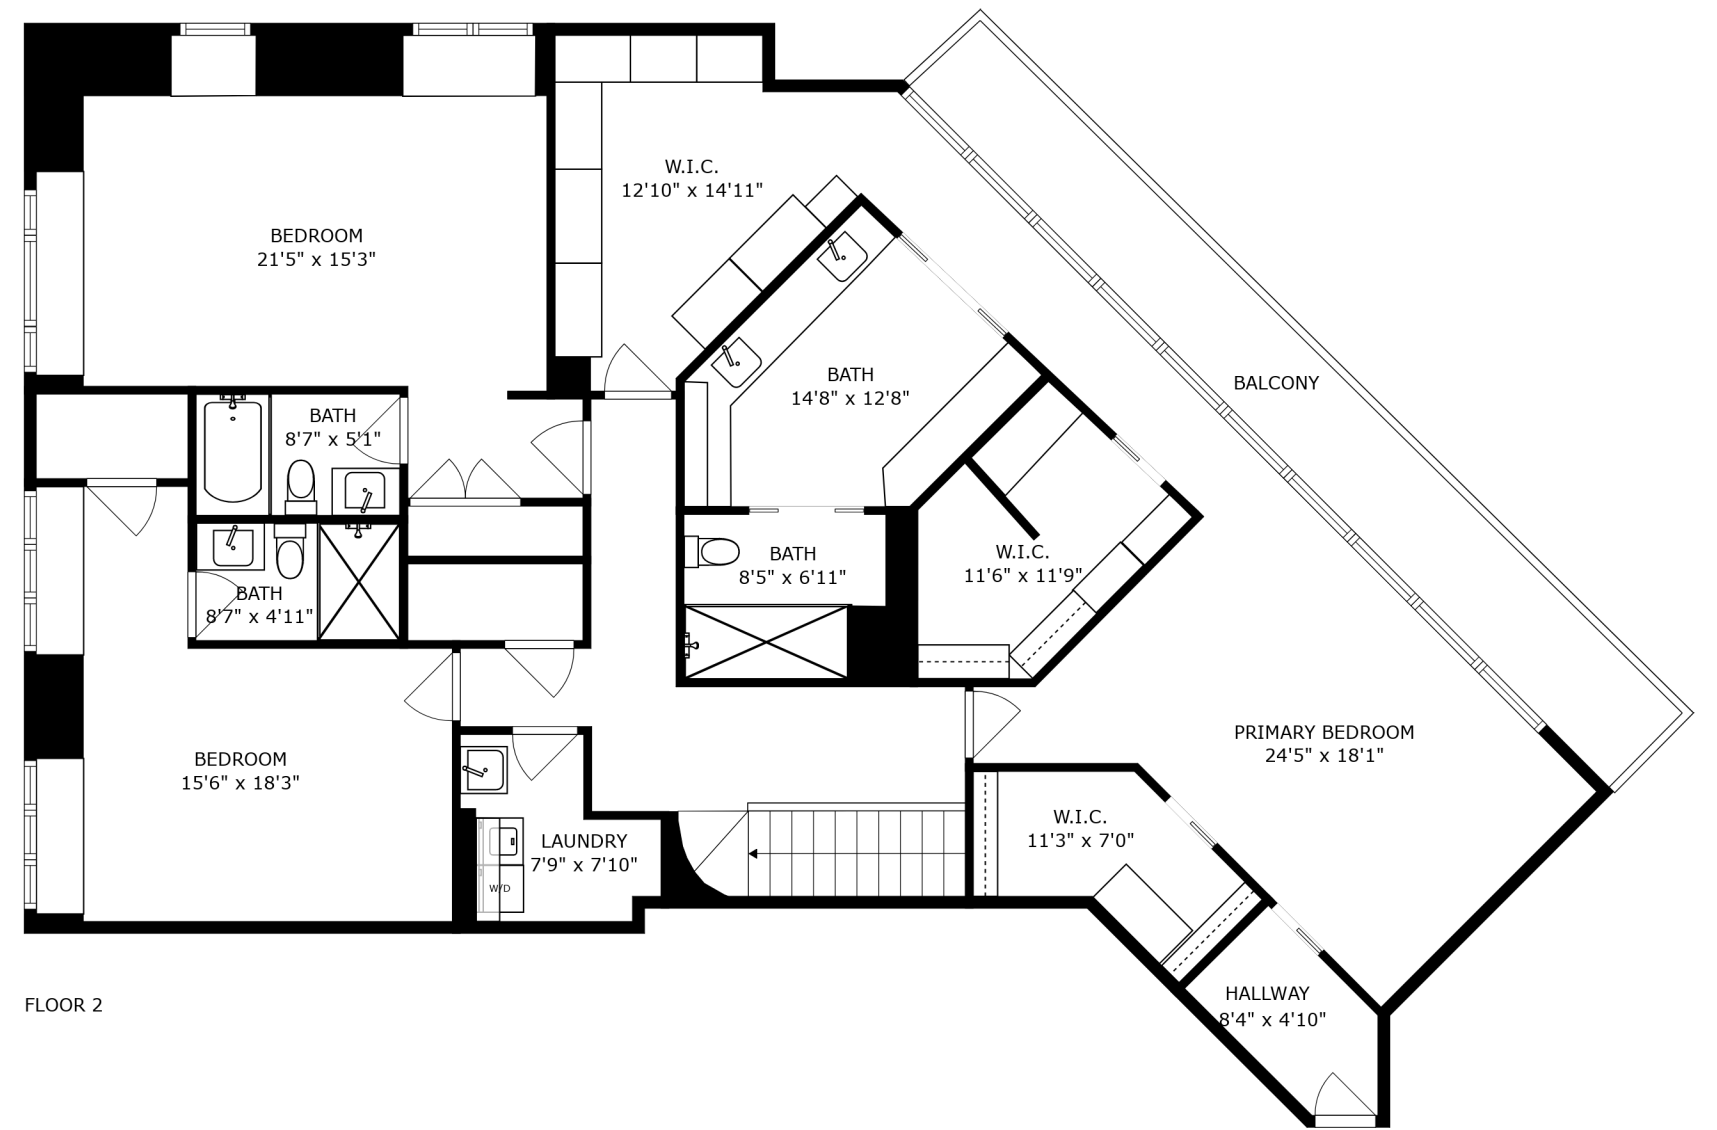 W.I.C.
12'10" x 14'11"
BEDROOM
21'5" x 15'3"
BATH
14'8" x 12'8"
BALCONY
BATH
8'7" x 5'1"
BATH
8'5" x 6'11"
W.I.C.
11'6" x 11'9"
BATH
8'7" x 4'11"
PRIMARY BEDROOM
24'5" x 18'1"
BEDROOM
15'6" x 18'3"
W.I.C.
11'3" x 7'0"
LAUNDRY
7'9" x 7'10"
W/D
HALLWAY
8'4" x 4'10"
FLOOR 2